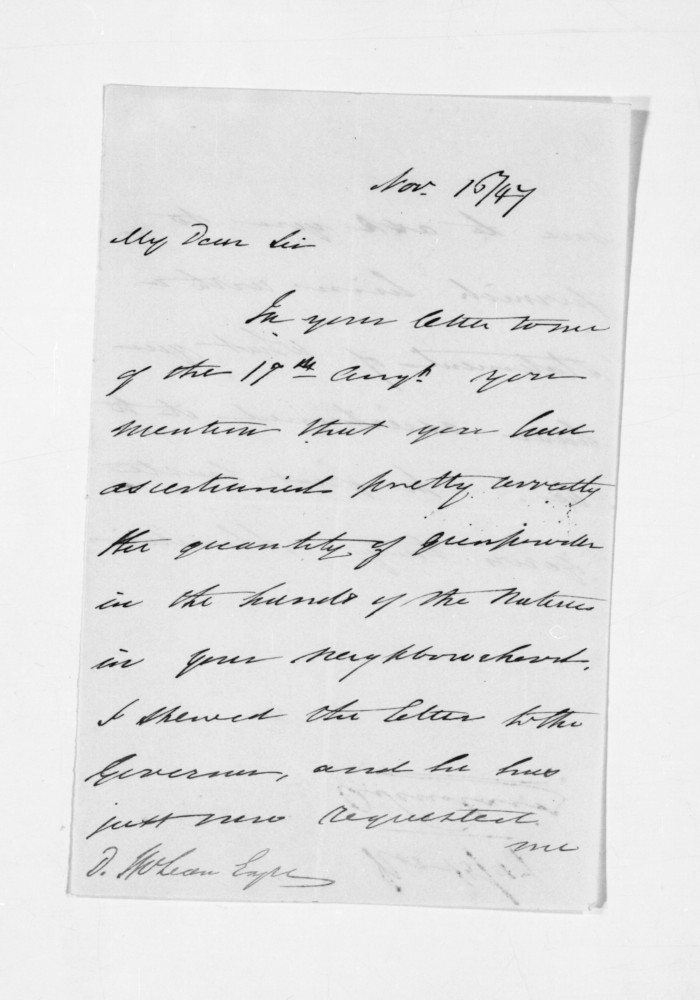 Nov. 16/47
My Dear Sir
In your letter to me
of the 19th Augt. you
mention that you had
ascertained pretty correctly
the quantity of gunpowder
in the hands of the Natives
in your neighbourhood.
I shewed the letter to the
Governor, and he has
just now requested
me
D. McLean Esqre